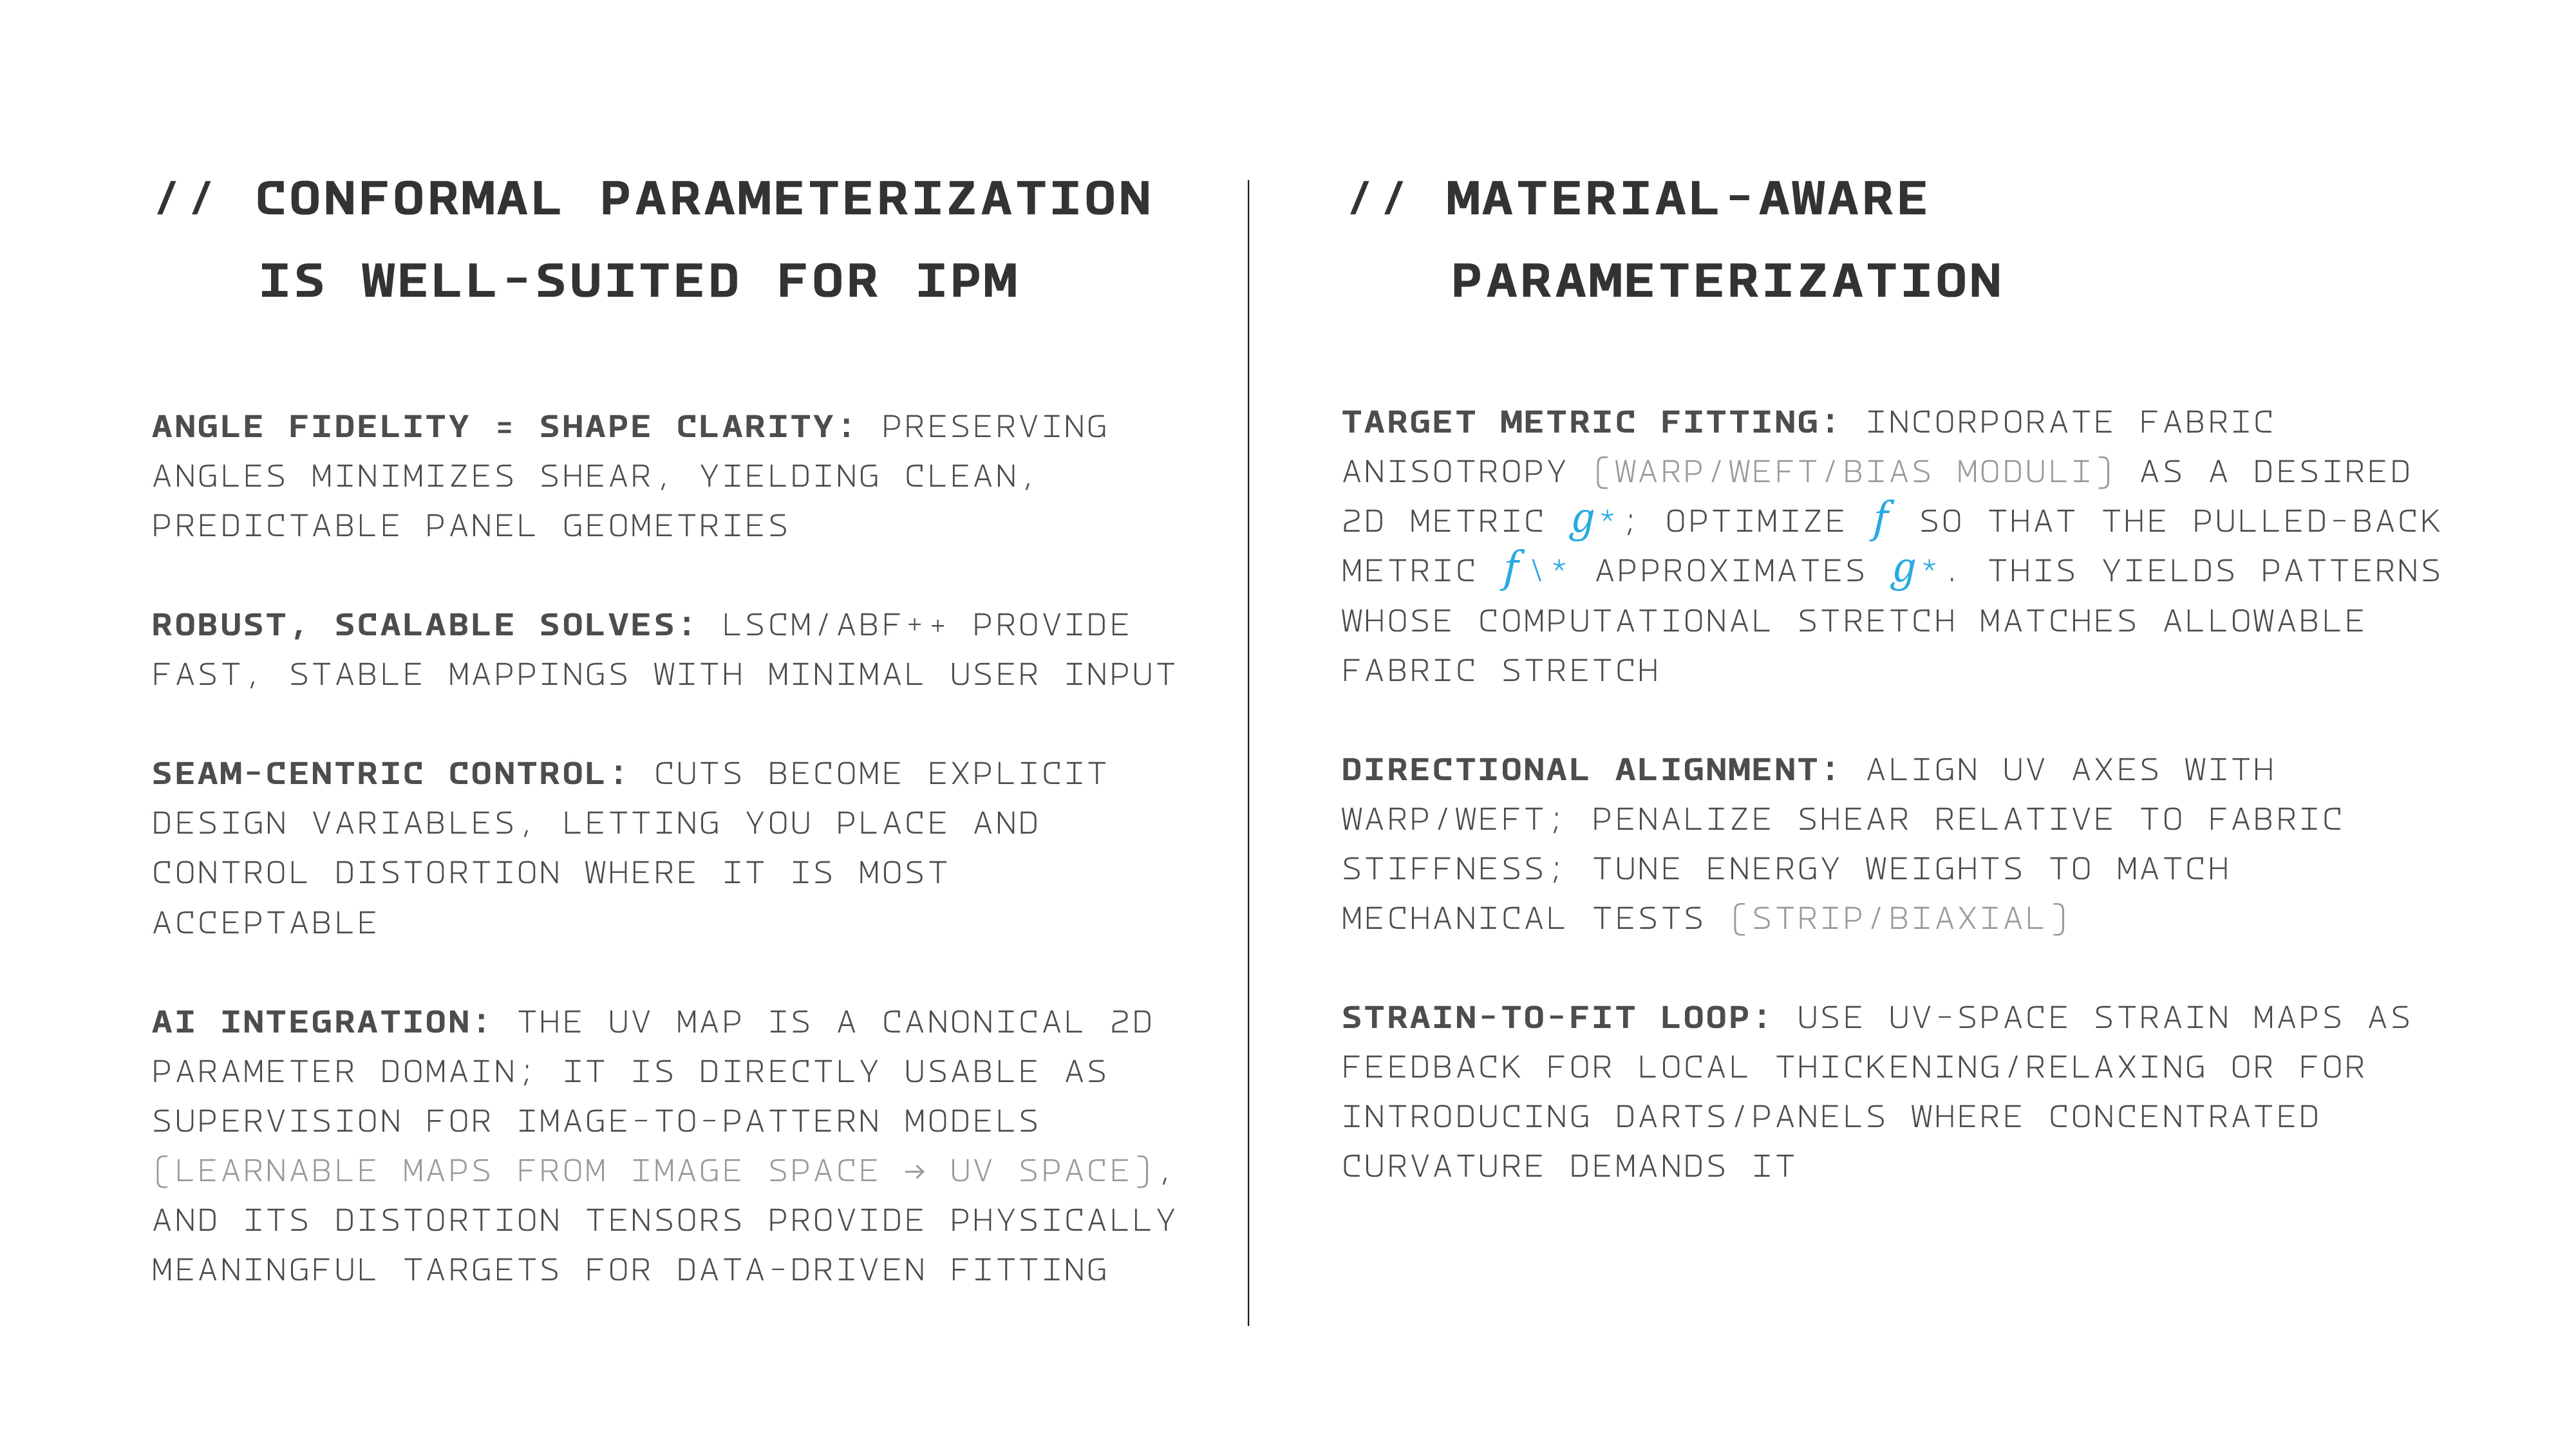 // CONFORMAL PARAMETERIZATION
IS WELL-SUITED FOR IPM
ANGLE FIDELITY = SHAPE CLARITY: PRESERVING
ANGLES MINIMIZES SHEAR, YIELDING CLEAN,
PREDICTABLE PANEL GEOMETRIES
ROBUST, SCALABLE SOLVES: LSCM/ABF++ PROVIDE
FAST, STABLE MAPPINGS WITH MINIMAL USER INPUT
SEAM-CENTRIC CONTROL: CUTS BECOME EXPLICIT
DESIGN VARIABLES, LETTING YOU PLACE AND
CONTROL DISTORTION WHERE IT IS MOST
ACCEPTABLE
AI INTEGRATION: THE UV MAP IS A CANONICAL 2D
PARAMETER DOMAIN; IT IS DIRECTLY USABLE AS
SUPERVISION FOR IMAGE-TO-PATTERN MODELS
(LEARNABLE MAPS FROM IMAGE SPACE → UV SPACE),
AND ITS DISTORTION TENSORS PROVIDE PHYSICALLY
MEANINGFUL TARGETS FOR DATA-DRIVEN FITTING
// MATERIAL-AWARE
PARAMETERIZATION
TARGET METRIC FITTING: INCORPORATE FABRIC
ANISOTROPY (WARP/WEFT/BIAS MODULI) AS A DESIRED
2D METRIC g*; OPTIMIZE f SO THAT THE PULLED-BACK
METRIC f\* APPROXIMATES g*. THIS YIELDS PATTERNS
WHOSE COMPUTATIONAL STRETCH MATCHES ALLOWABLE
FABRIC STRETCH
DIRECTIONAL ALIGNMENT: ALIGN UV AXES WITH
WARP/WEFT; PENALIZE SHEAR RELATIVE TO FABRIC
STIFFNESS; TUNE ENERGY WEIGHTS TO MATCH
MECHANICAL TESTS (STRIP/BIAXIAL)
STRAIN-TO-FIT LOOP: USE UV-SPACE STRAIN MAPS AS
FEEDBACK FOR LOCAL THICKENING/RELAXING OR FOR
INTRODUCING DARTS/PANELS WHERE CONCENTRATED
CURVATURE DEMANDS IT